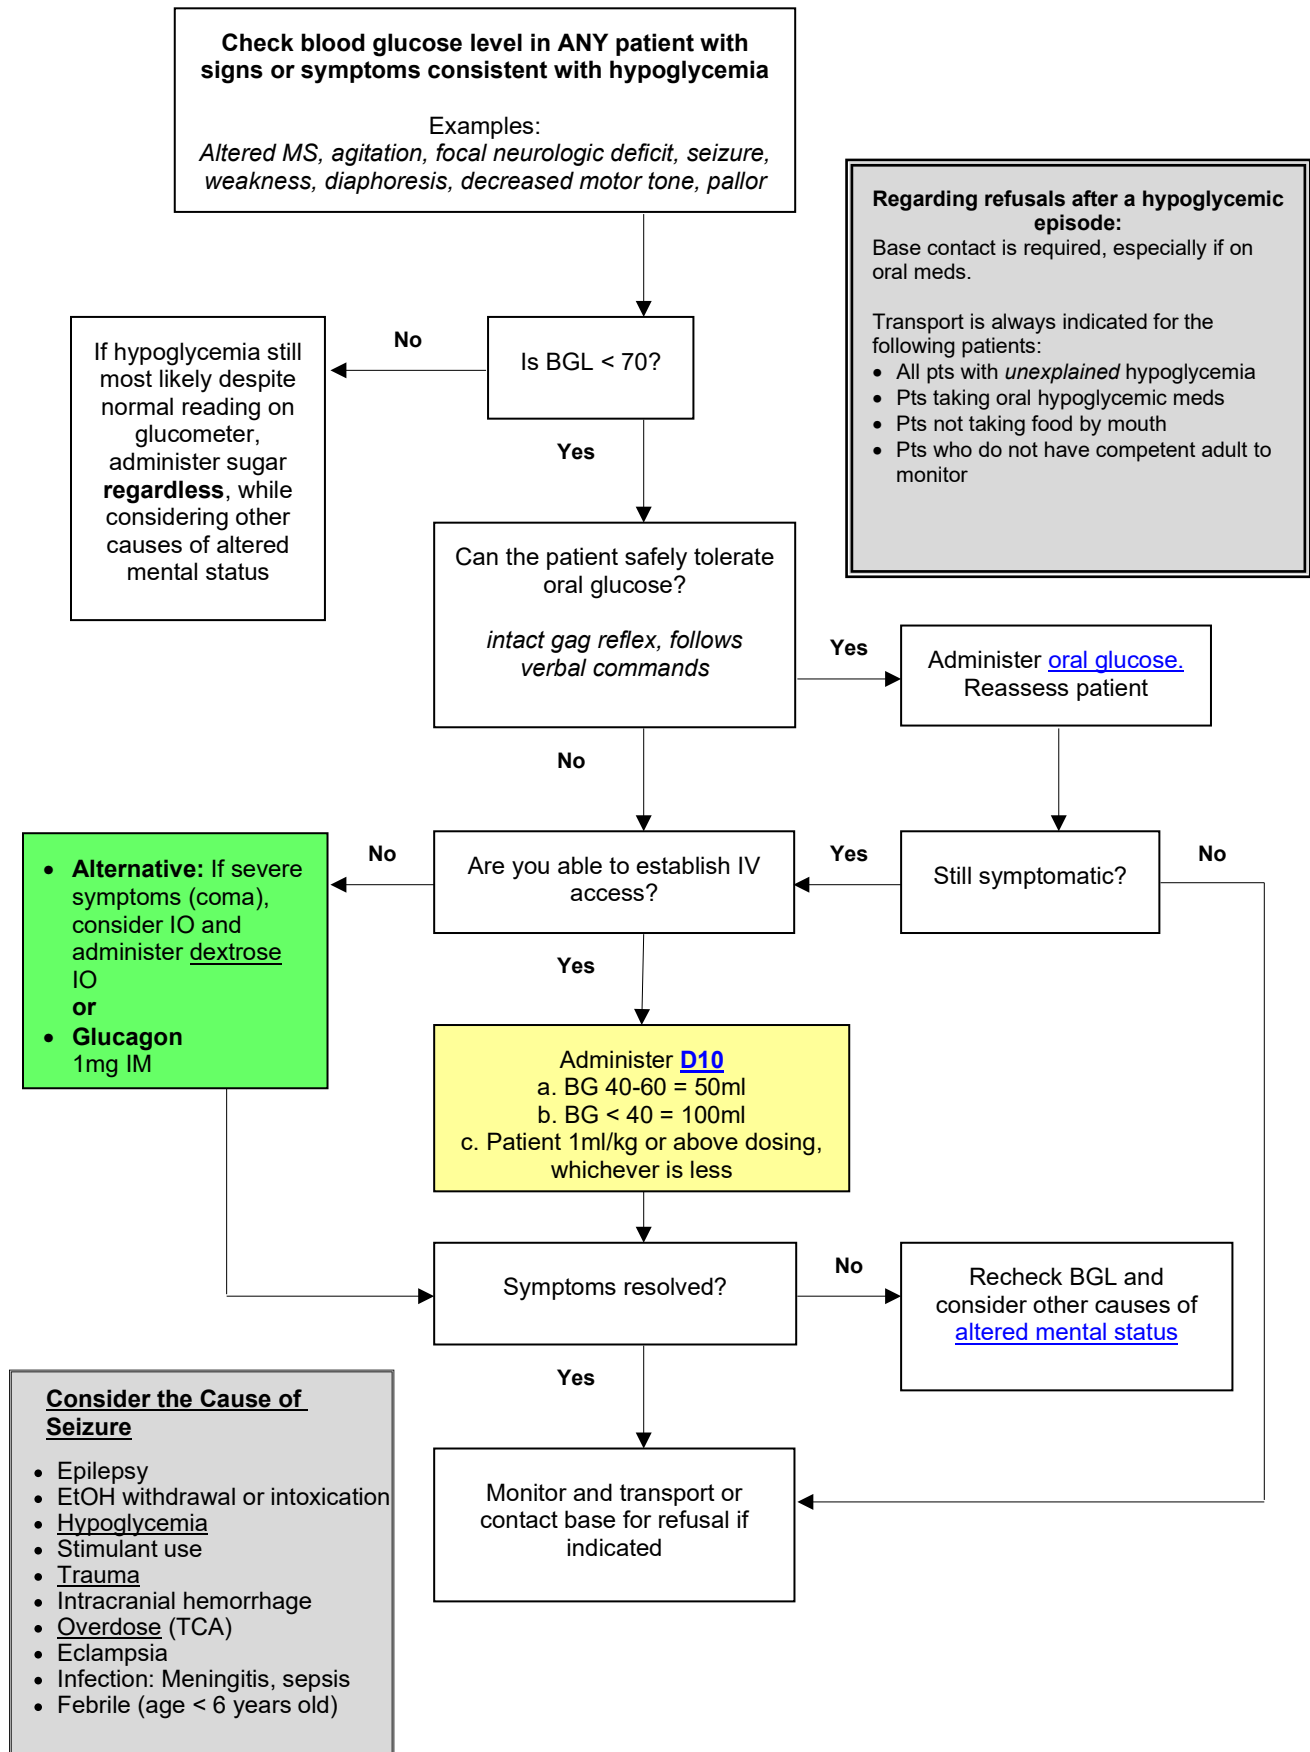 Check blood glucose level in ANY patient with
signs or symptoms consistent with hypoglycemia
Examples:
Altered MS, agitation, focal neurologic deficit, seizure,
weakness, diaphoresis, decreased motor tone, pallor
Regarding refusals after a hypoglycemic
episode:
Base contact is required, especially if on
oral meds.
Transport is always indicated for the
following patients:
• All pts with unexplained hypoglycemia
• Pts taking oral hypoglycemic meds
• Pts not taking food by mouth
• Pts who do not have competent adult to
monitor
Is BGL < 70?
No
If hypoglycemia still
most likely despite
normal reading on
glucometer,
administer sugar
regardless, while
considering other
causes of altered
mental status
Yes
Can the patient safely tolerate
oral glucose?
intact gag reflex, follows
verbal commands
Yes
Administer oral glucose.
Reassess patient
No
Are you able to establish IV
access?
Yes
Still symptomatic?
No
No
• Alternative: If severe
symptoms (coma),
consider IO and
administer dextrose
IO
or
• Glucagon
1mg IM
Yes
Administer D10
a. BG 40-60 = 50ml
b. BG < 40 = 100ml
c. Patient 1ml/kg or above dosing,
whichever is less
Symptoms resolved?
No
Recheck BGL and
consider other causes of
altered mental status
Yes
Monitor and transport or
contact base for refusal if
indicated
Consider the Cause of
Seizure
• Epilepsy
• EtOH withdrawal or intoxication
• Hypoglycemia
• Stimulant use
• Trauma
• Intracranial hemorrhage
• Overdose (TCA)
• Eclampsia
• Infection: Meningitis, sepsis
• Febrile (age < 6 years old)